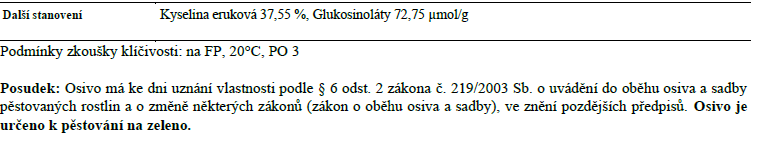 Další stanovení Kyselina eruková 37,55 %, Glukosinoláty 72,75 µmol/g
Podmínky zkoušky klíčivosti: na FP, 20°C, PO 3
Posudek: Osivo má ke dni uznání vlastnosti podle § 6 odst. 2 zákona č. 219/2003 Sb. o uvádění do oběhu osiva a sadby
pěstovaných rostlin a o změně některých zákonů (zákon o oběhu osiva a sadby), ve znění pozdějších předpisů. Osivo je
určeno k pěstování na zeleno.